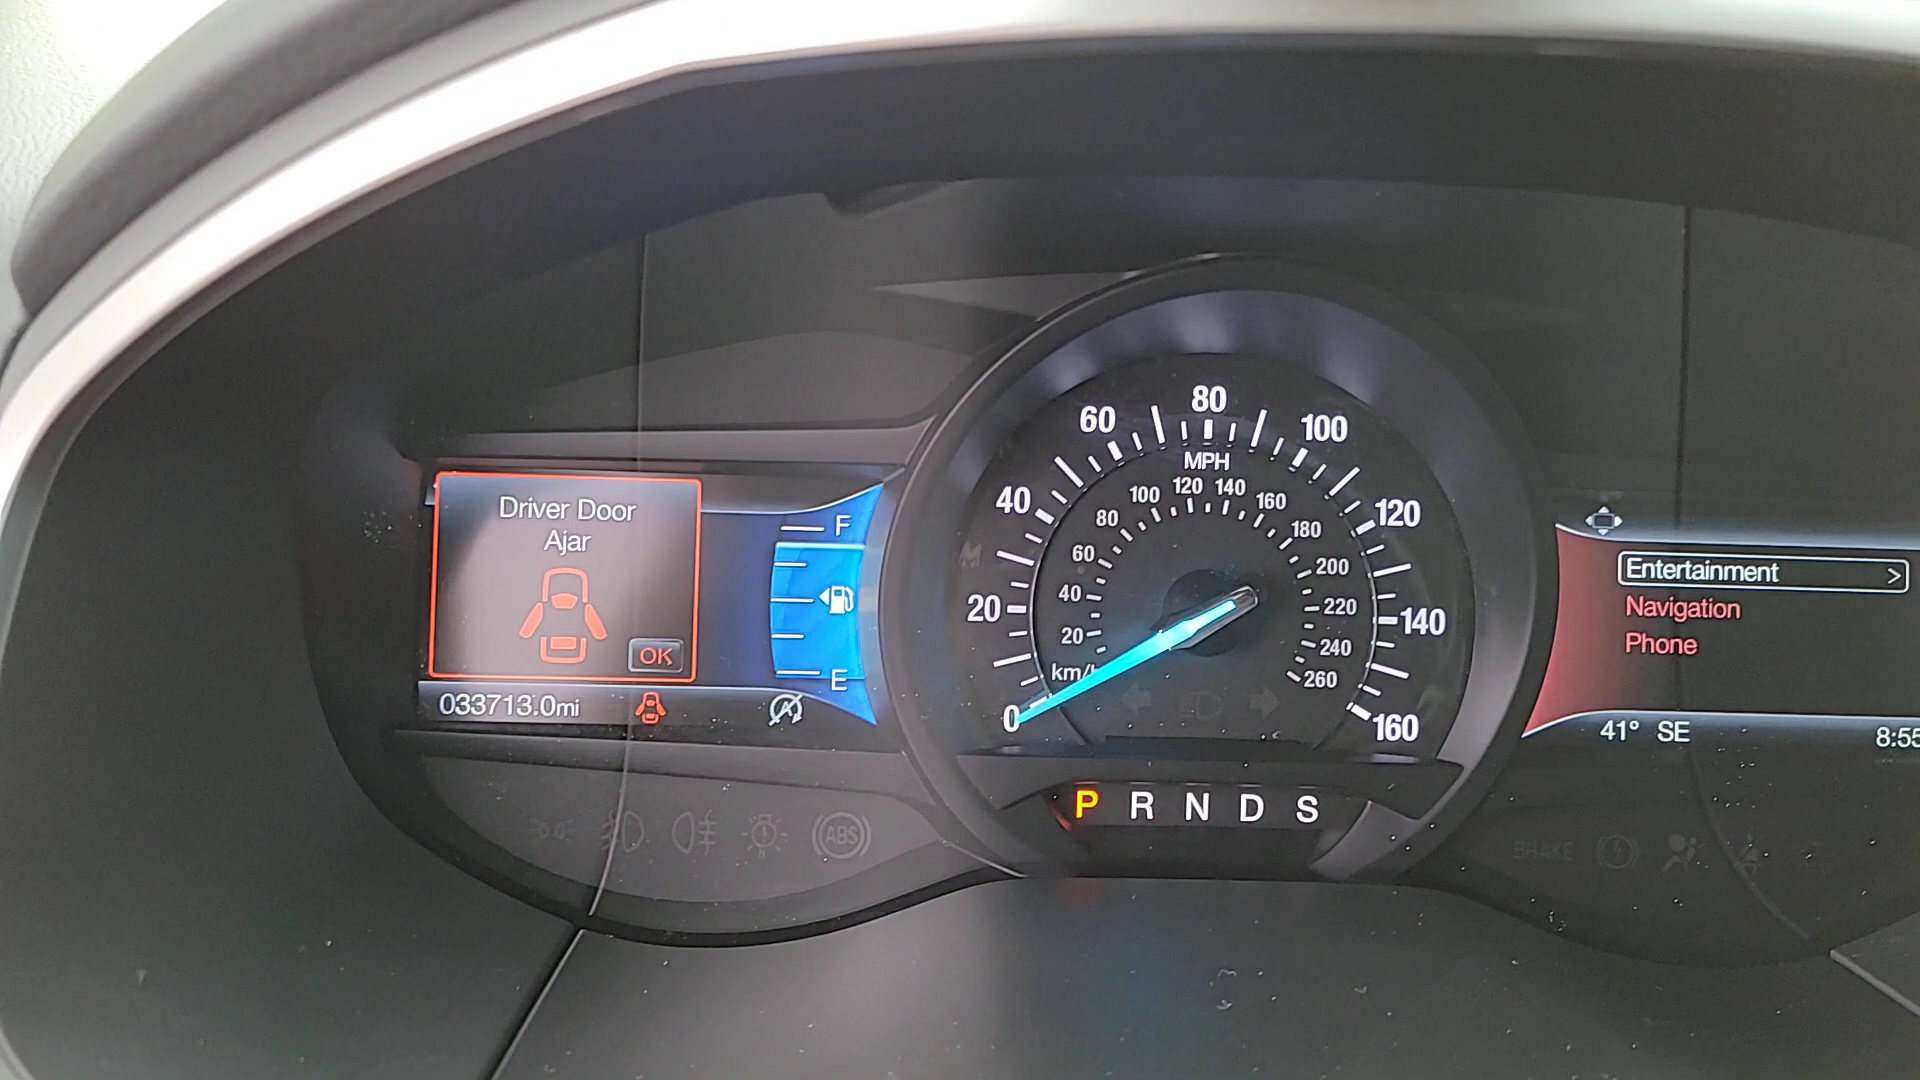 Driver Door
Ajar
OK
033713.0mi
F
E
0
20
40
60
80
100
120
140
160
MPH
km/h
20
40
60
80
100
120
140
160
180
200
220
240
260
P R N D S
Entertainment >
Navigation
Phone
41° SE
8:55
ABS
BRAKE